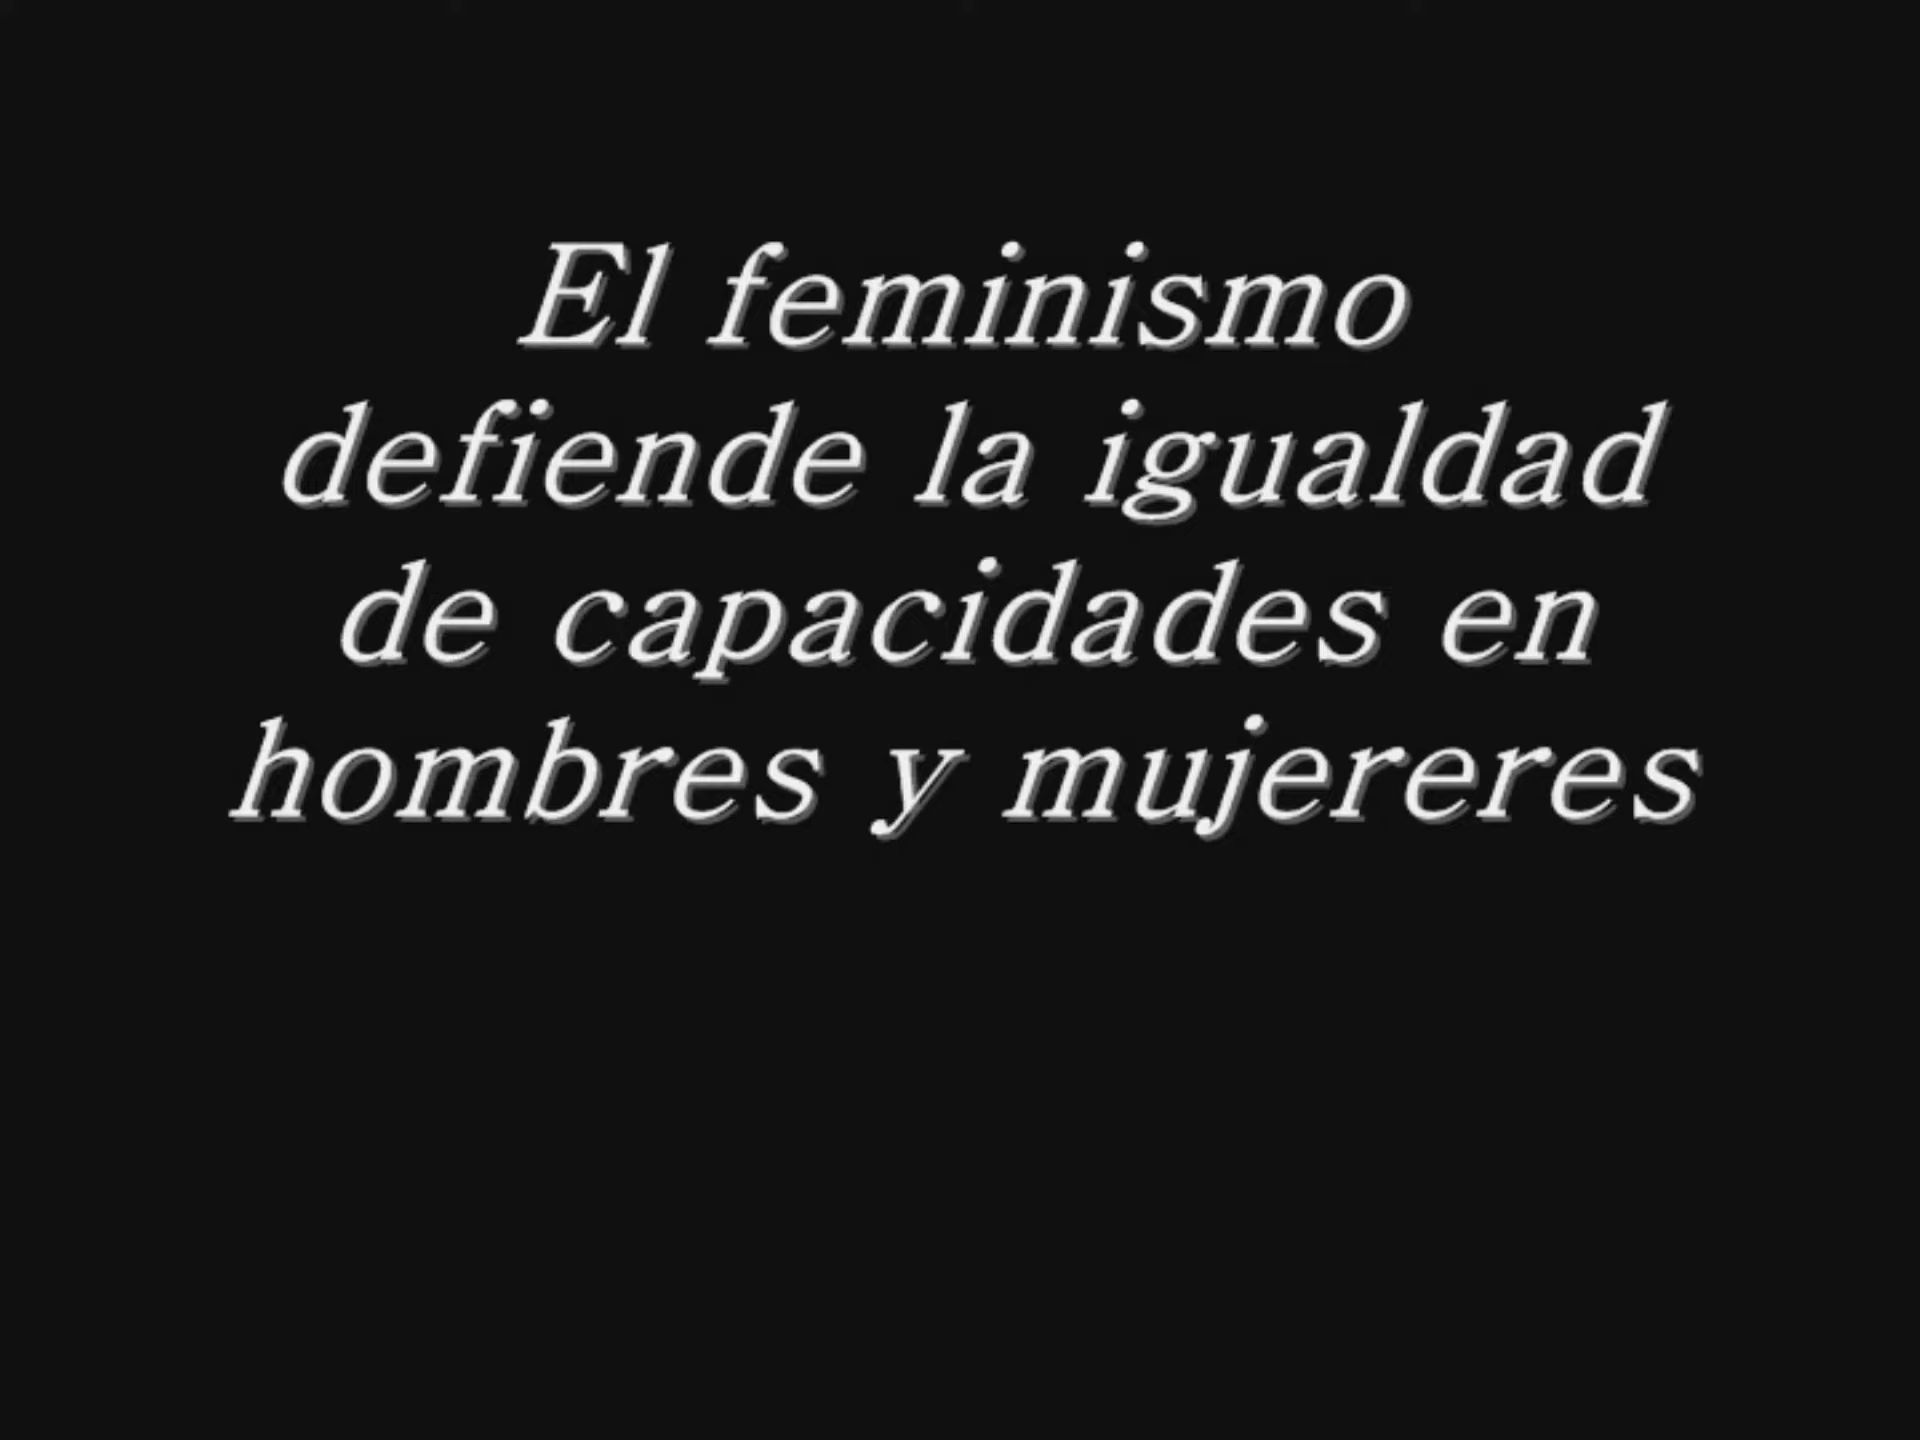 El feminismo
defiende la igualdad
de capacidades en
hombres y mujereres